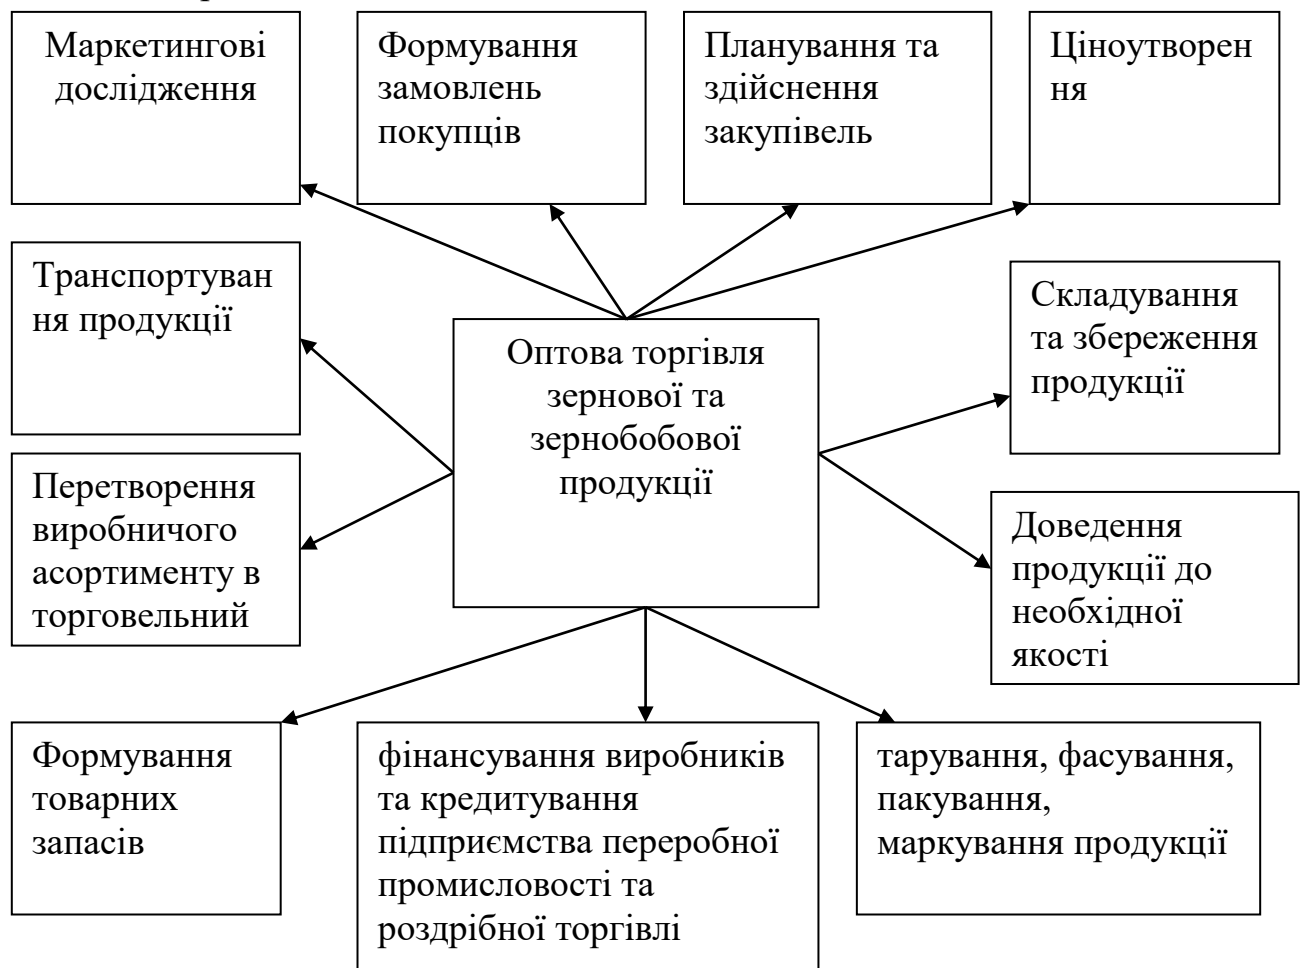 Маркетингові
дослідження
Формування
замовлень
покупців
Планування та
здійснення
закупівель
Ціноутворен
ня
Транспортуван
ня продукції
Складування
та збереження
продукції
Оптова торгівля
зернової та
зернобобової
продукції
Перетворення
виробничого
асортименту в
торговельний
Доведення
продукції до
необхідної
якості
Формування
товарних
запасів
фінансування виробників
та кредитування
підприємства переробної
промисловості та
роздрібної торгівлі
тарування, фасування,
пакування,
маркування продукції